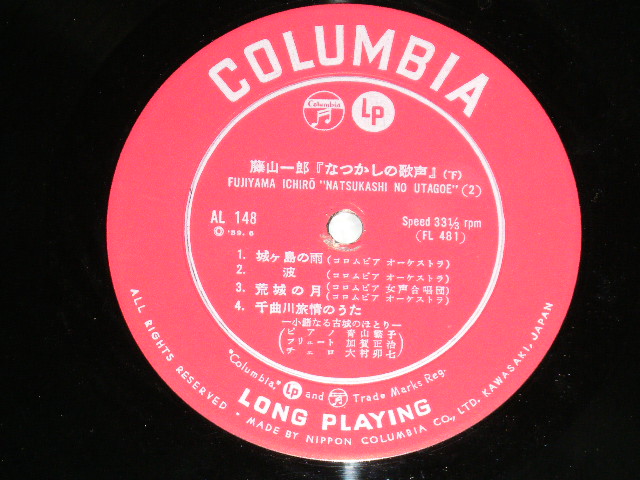 COLUMBIA
Columbia
LP
藤山一郎『なつかしの歌声』(下)
FUJIYAMA ICHIRŌ "NATSUKASHI NO UTAGOE" (2)
AL 148
Speed 33⅓ rpm
℗'59.6
(FL 481)
1. 城ヶ島の雨 (コロムビア オーケストラ)
2. 波 (コロムビア オーケストラ)
3. 荒城の月 (コロムビア 女声合唱団 コロムビア オーケストラ)
4. 千曲川旅情のうた
—小諸なる古城のほとり—
ピアノ 青山
フリュート 加賀正治
チェロ 大村卯七
"Columbia," LP and Trade Marks Reg.
LONG PLAYING
ALL RIGHTS RESERVED · MADE BY NIPPON COLUMBIA CO., LTD. KAWASAKI, JAPAN